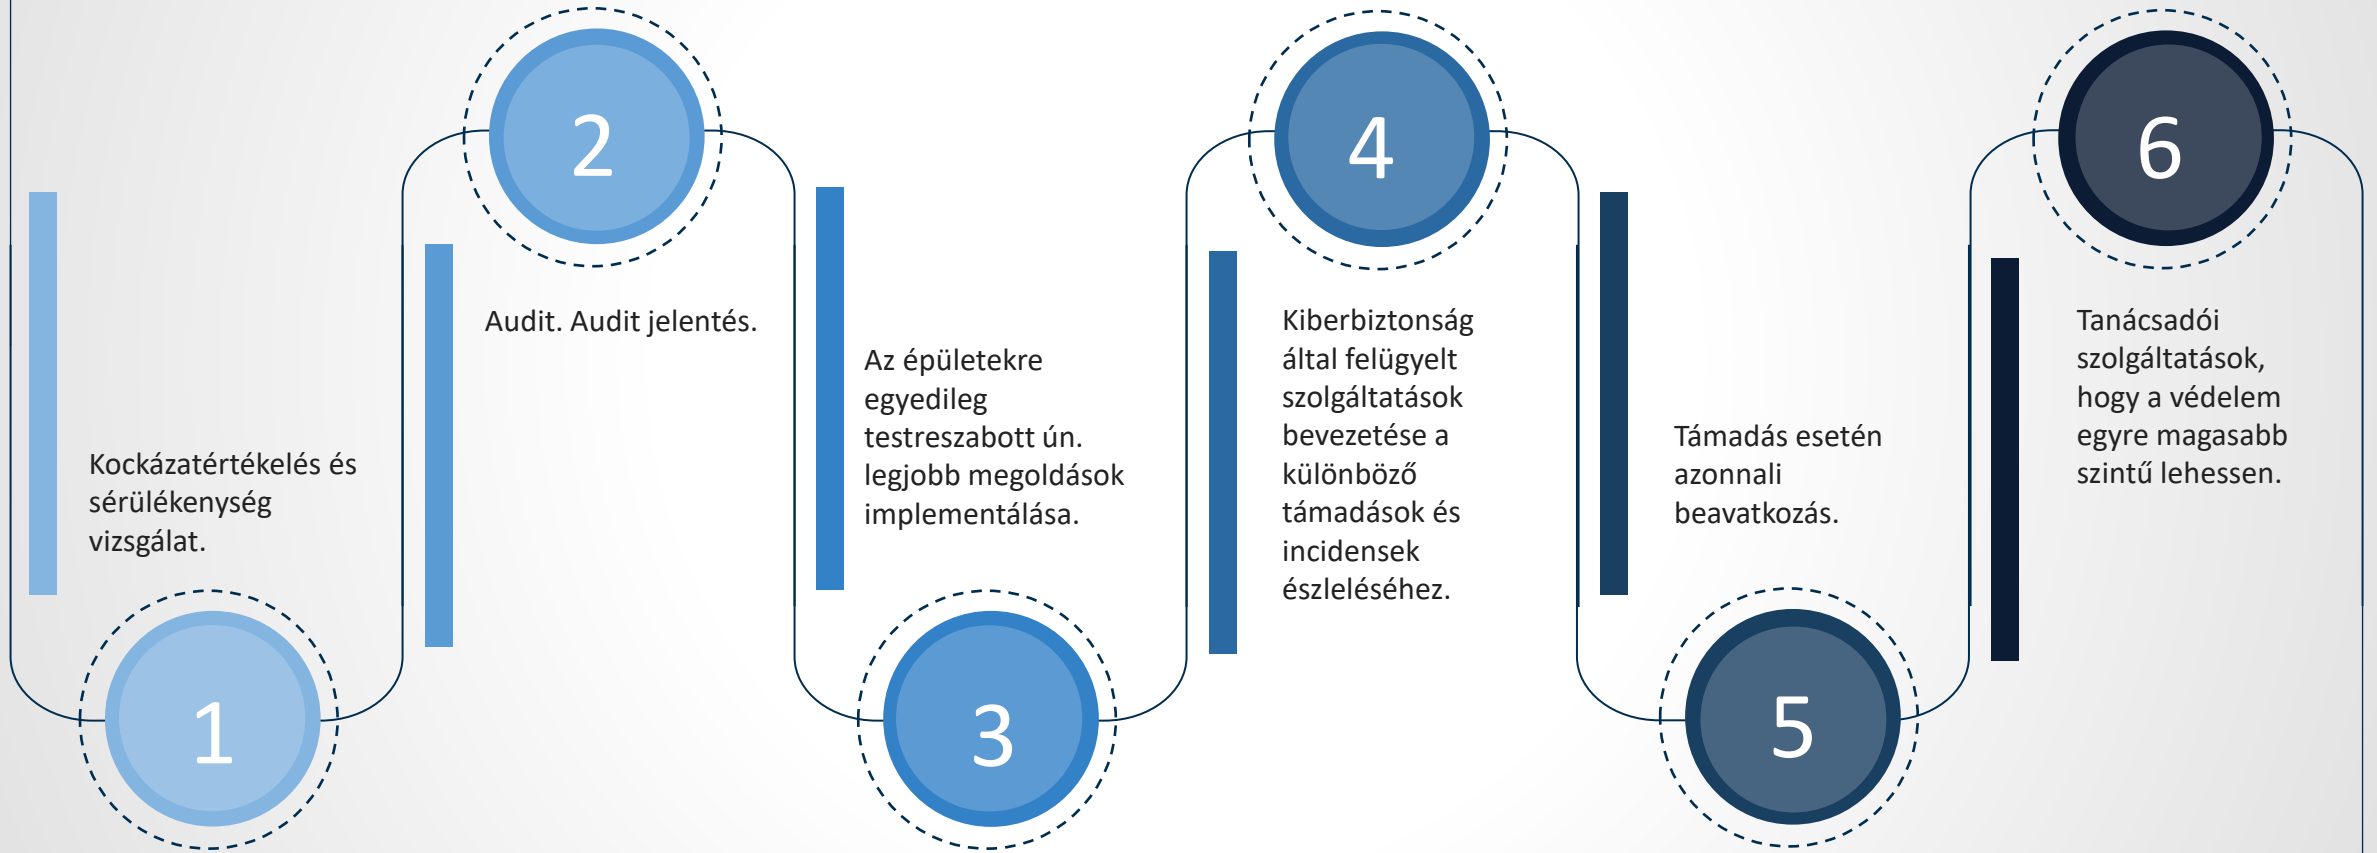 1
Kockázatértékelés és
sérülékenység
vizsgálat.
2
Audit. Audit jelentés.
3
Az épületekre
egyedileg
testreszabott ún.
legjobb megoldások
implementálása.
4
Kiberbiztonság
által felügyelt
szolgáltatások
bevezetése a
különböző
támadások és
incidensek
észleléséhez.
5
Támadás esetén
azonnali
beavatkozás.
6
Tanácsadói
szolgáltatások,
hogy a védelem
egyre magasabb
szintű lehessen.